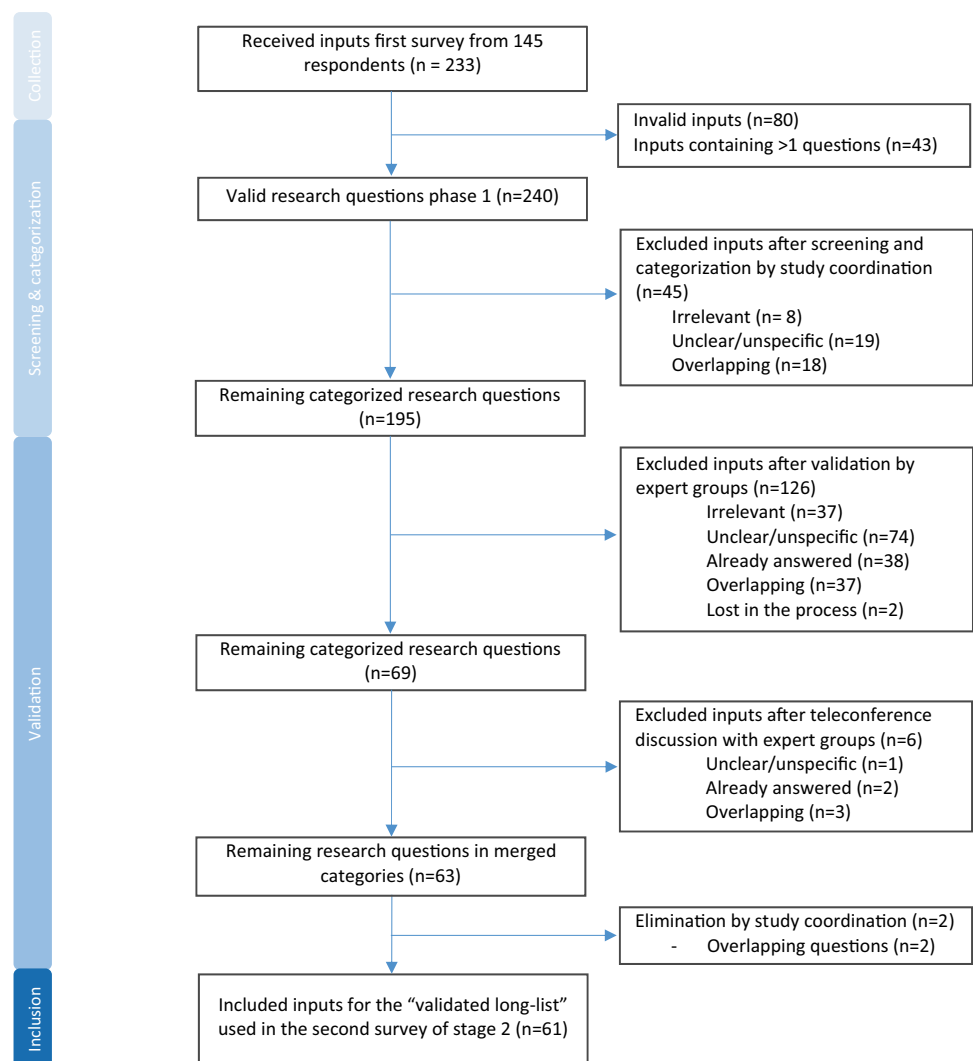 Collection
Received inputs first survey from 145
respondents (n = 233)
Invalid inputs (n=80)
Inputs containing >1 questions (n=43)
Screening & categorization
Valid research questions phase 1 (n=240)
Excluded inputs after screening and
categorization by study coordination
(n=45)
Irrelevant (n= 8)
Unclear/unspecific (n=19)
Overlapping (n=18)
Remaining categorized research questions
(n=195)
Validation
Excluded inputs after validation by
expert groups (n=126)
Irrelevant (n=37)
Unclear/unspecific (n=74)
Already answered (n=38)
Overlapping (n=37)
Lost in the process (n=2)
Remaining categorized research questions
(n=69)
Excluded inputs after teleconference
discussion with expert groups (n=6)
Unclear/unspecific (n=1)
Already answered (n=2)
Overlapping (n=3)
Remaining research questions in merged
categories (n=63)
Elimination by study coordination (n=2)
- Overlapping questions (n=2)
Inclusion
Included inputs for the “validated long-list”
used in the second survey of stage 2 (n=61)